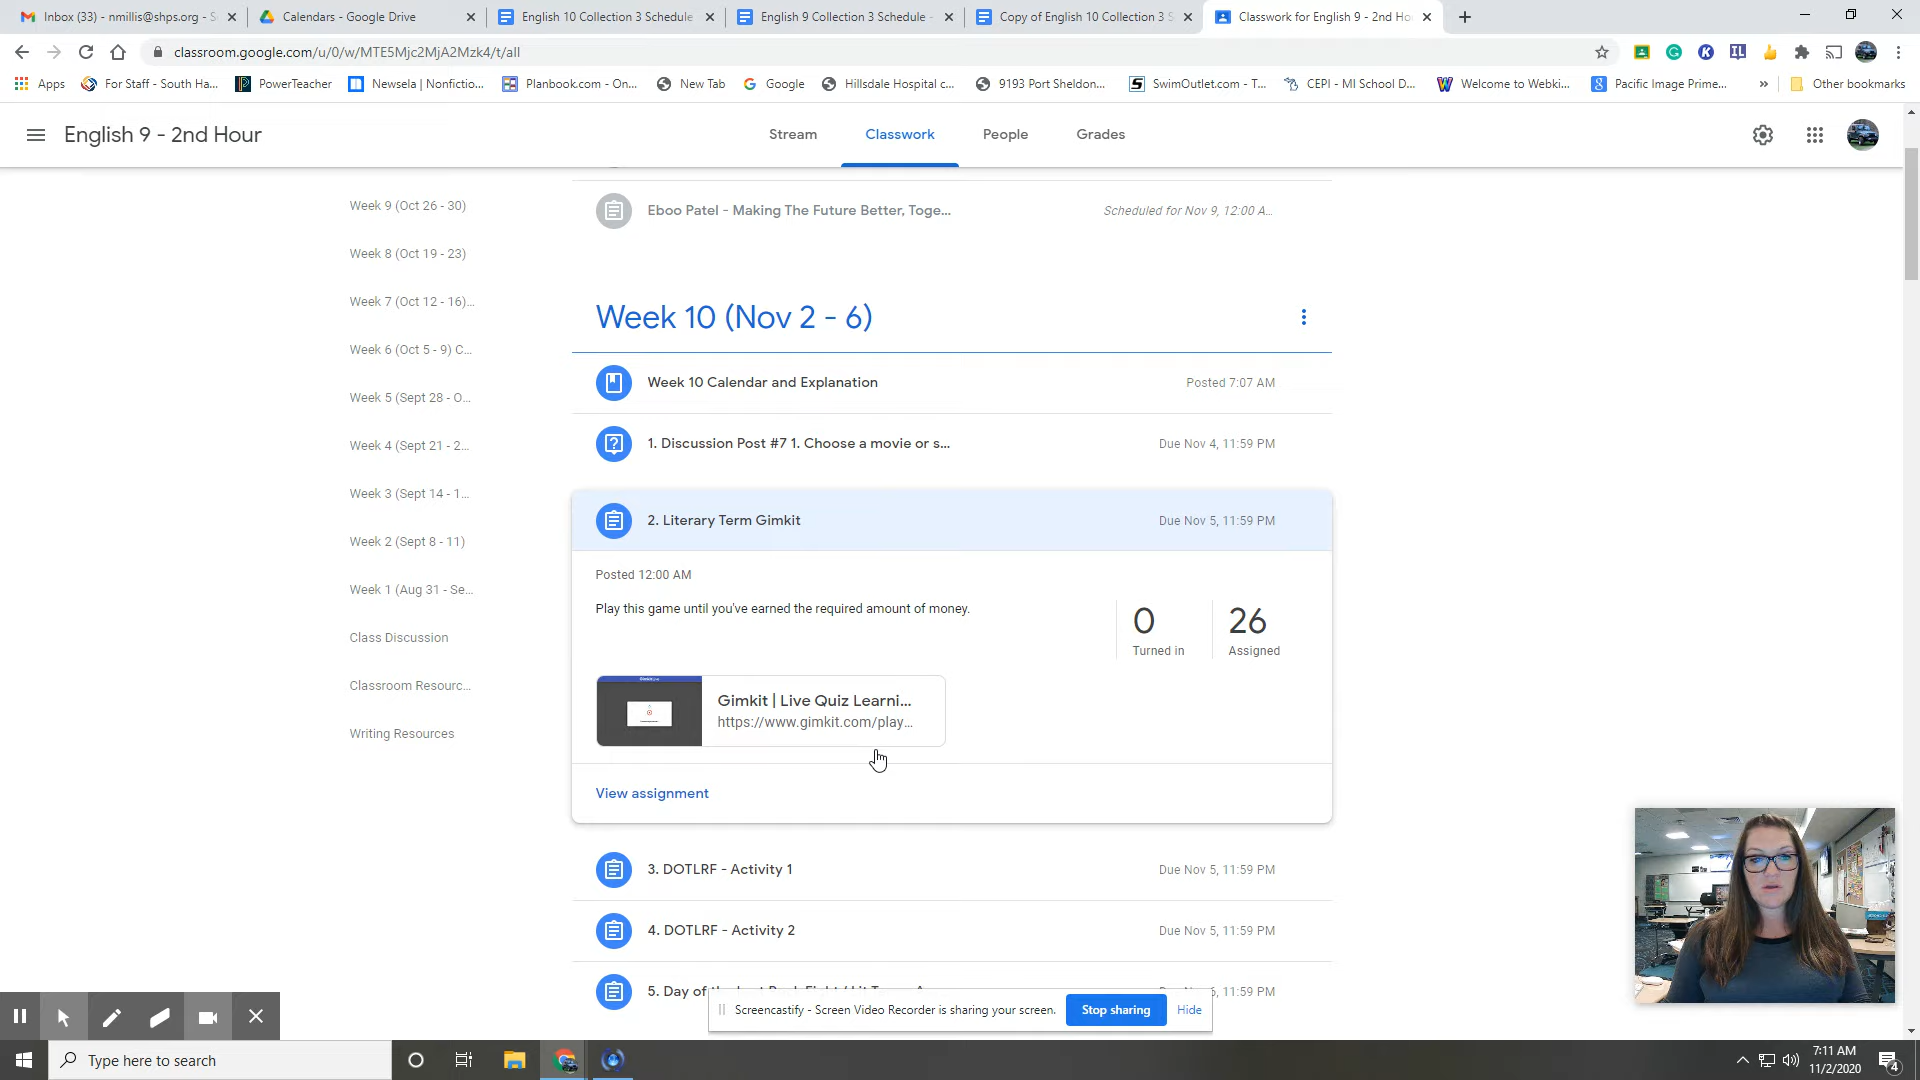 Inbox (33) - nmillis@shps.org - S
Calendars - Google Drive
English 10 Collection 3 Schedule
English 9 Collection 3 Schedule -
Copy of English 10 Collection 3 S
Classwork for English 9 - 2nd Ho
classroom.google.com/u/0/w/MTE5Mjc2MjA2Mzk4/t/all
Apps
For Staff - South Ha...
PowerTeacher
Newsela | Nonfictio...
Planbook.com - On...
New Tab
Google
Hillsdale Hospital c...
9193 Port Sheldon...
SwimOutlet.com - T...
CEPI - MI School D...
Welcome to Webki...
Pacific Image Prime...
»
Other bookmarks
English 9 - 2nd Hour
Stream
Classwork
People
Grades
Week 9 (Oct 26 - 30)
Week 8 (Oct 19 - 23)
Week 7 (Oct 12 - 16)...
Week 6 (Oct 5 - 9) C...
Week 5 (Sept 28 - O...
Week 4 (Sept 21 - 2...
Week 3 (Sept 14 - 1...
Week 2 (Sept 8 - 11)
Week 1 (Aug 31 - Se...
Class Discussion
Classroom Resourc...
Writing Resources
Eboo Patel - Making The Future Better, Toge...
Scheduled for Nov 9, 12:00 A...
Week 10 (Nov 2 - 6)
Week 10 Calendar and Explanation
Posted 7:07 AM
1. Discussion Post #7 1. Choose a movie or s...
Due Nov 4, 11:59 PM
2. Literary Term Gimkit
Due Nov 5, 11:59 PM
Posted 12:00 AM
Play this game until you've earned the required amount of money.
0
Turned in
26
Assigned
Gimkit | Live Quiz Learni...
https://www.gimkit.com/play...
View assignment
3. DOTLRF - Activity 1
Due Nov 5, 11:59 PM
4. DOTLRF - Activity 2
Due Nov 5, 11:59 PM
5. Day of
, 11:59 PM
Screencastify - Screen Video Recorder is sharing your screen.
Stop sharing
Hide
Type here to search
7:11 AM
11/2/2020
4